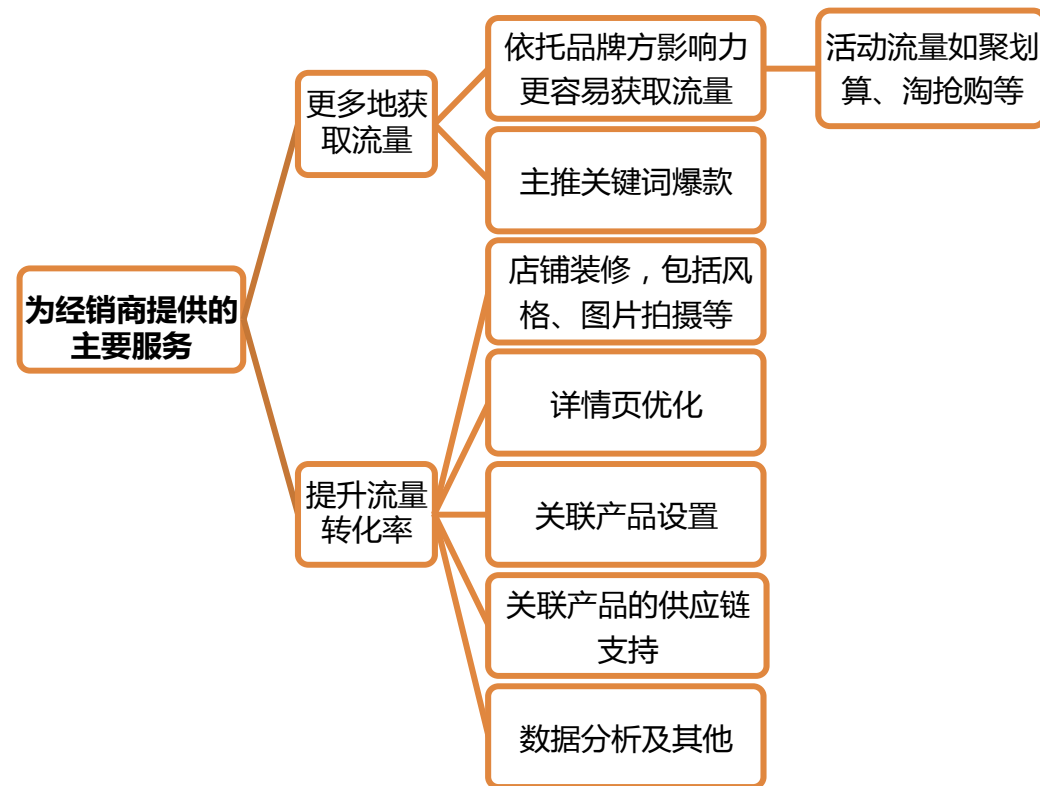 为经销商提供的
主要服务
更多地获
取流量
依托品牌方影响力
更容易获取流量
活动流量如聚划
算、淘抢购等
主推关键词爆款
提升流量
转化率
店铺装修，包括风
格、图片拍摄等
详情页优化
关联产品设置
关联产品的供应链
支持
数据分析及其他